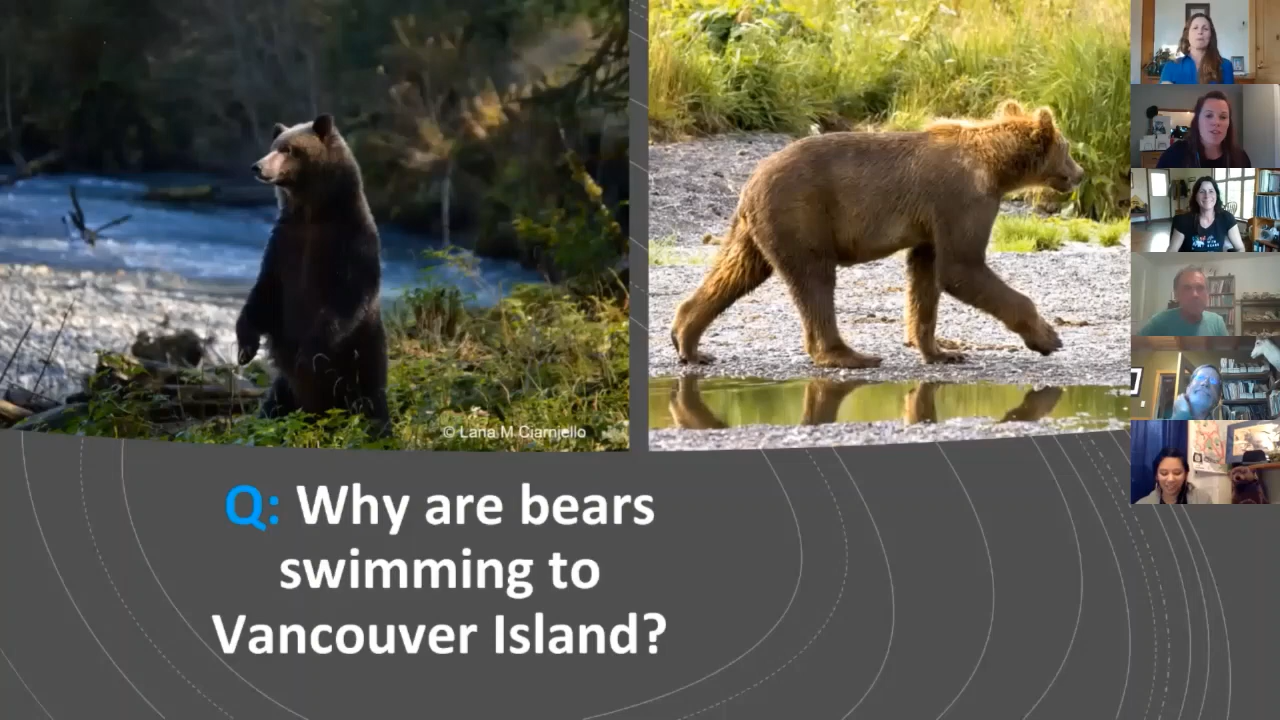 © Lana M Ciarniello
Q: Why are bears
swimming to
Vancouver Island?